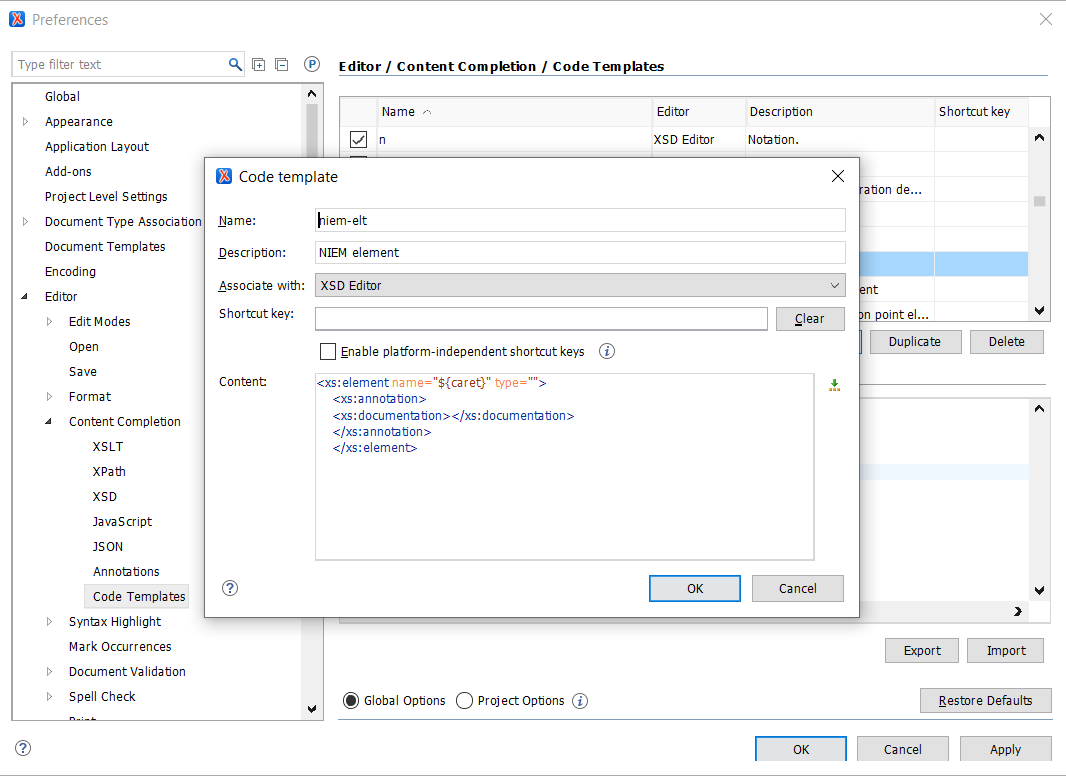 Preferences
Type filter text
P
Editor / Content Completion / Code Templates
Global
Appearance
Application Layout
Add-ons
Project Level Settings
Document Type Association
Document Templates
Encoding
Editor
Edit Modes
Open
Save
Format
Content Completion
XSLT
XPath
XSD
JavaScript
JSON
Annotations
Code Templates
Syntax Highlight
Mark Occurrences
Document Validation
Spell Check
Print
Name Editor Description Shortcut key
n XSD Editor Notation.
ration de...
ent
on point el...
Duplicate Delete
Code template
Name: niem-elt
Description: NIEM element
Associate with: XSD Editor
Shortcut key: Clear
Enable platform-independent shortcut keys i
Content:
<xs:element name="${caret}" type="">
<xs:annotation>
<xs:documentation></xs:documentation>
</xs:annotation>
</xs:element>
? OK Cancel
Export Import
Global Options Project Options i Restore Defaults
? OK Cancel Apply